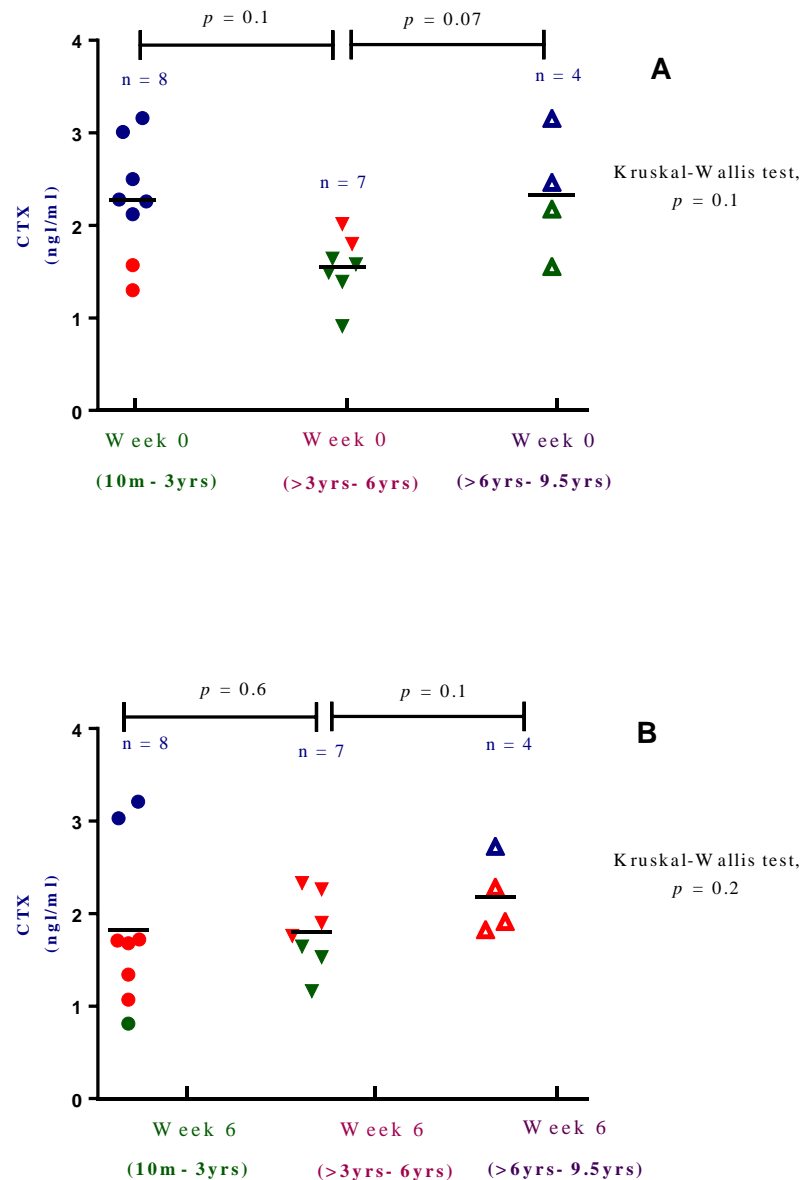 p = 0.1
p = 0.07
4
n = 8
n = 4
A
3
Kruskal-Wallis test,
p = 0.1
n = 7
CTX
(ngl/ml)
2
1
0
Week 0
Week 0
Week 0
(10m - 3yrs)
(>3yrs- 6yrs)
(>6yrs- 9.5yrs)
p = 0.6
p = 0.1
4
n = 8
n = 7
n = 4
B
3
Kruskal-Wallis test,
p = 0.2
CTX
(ngl/ml)
2
1
0
Week 6
Week 6
Week 6
(10m - 3yrs)
(>3yrs- 6yrs)
(>6yrs- 9.5yrs)